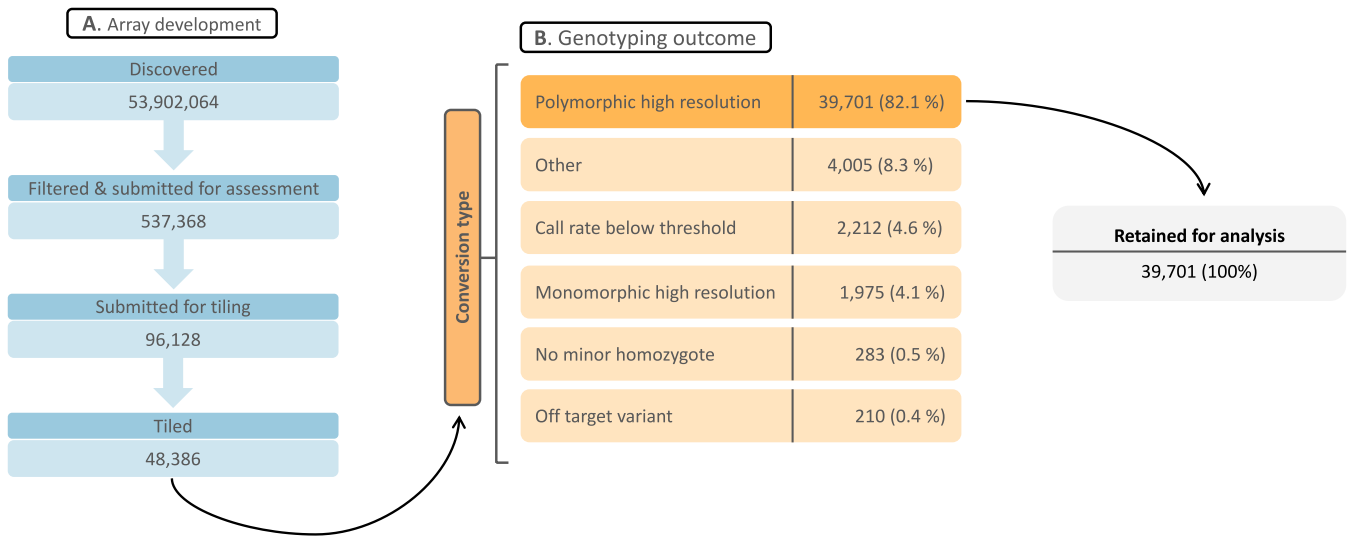 A. Array development
Discovered
53,902,064
Filtered & submitted for assessment
537,368
Submitted for tiling
96,128
Tiled
48,386
Conversion type
B. Genotyping outcome
Polymorphic high resolution 39,701 (82.1 %)
Other 4,005 (8.3 %)
Call rate below threshold 2,212 (4.6 %)
Monomorphic high resolution 1,975 (4.1 %)
No minor homozygote 283 (0.5 %)
Off target variant 210 (0.4 %)
Retained for analysis
39,701 (100%)